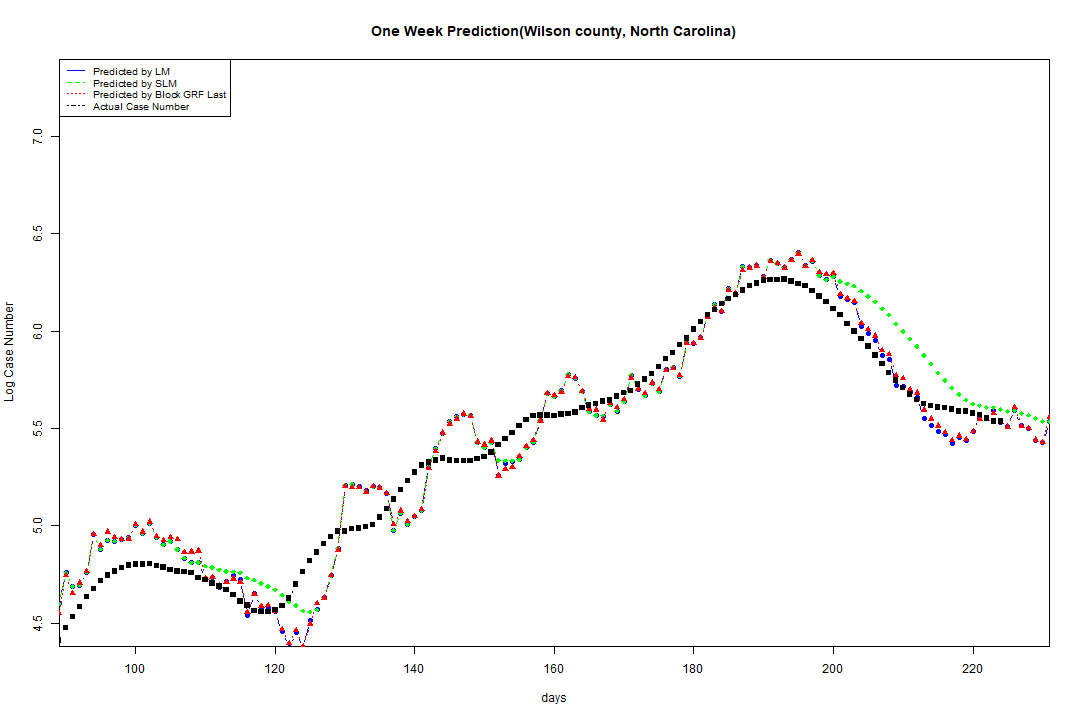 One Week Prediction(Wilson county, North Carolina)
Predicted by LM
Predicted by SLM
Predicted by Block GRF Last
Actual Case Number
7.0
6.5
6.0
5.5
5.0
4.5
Log Case Number
100 120 140 160 180 200 220
days